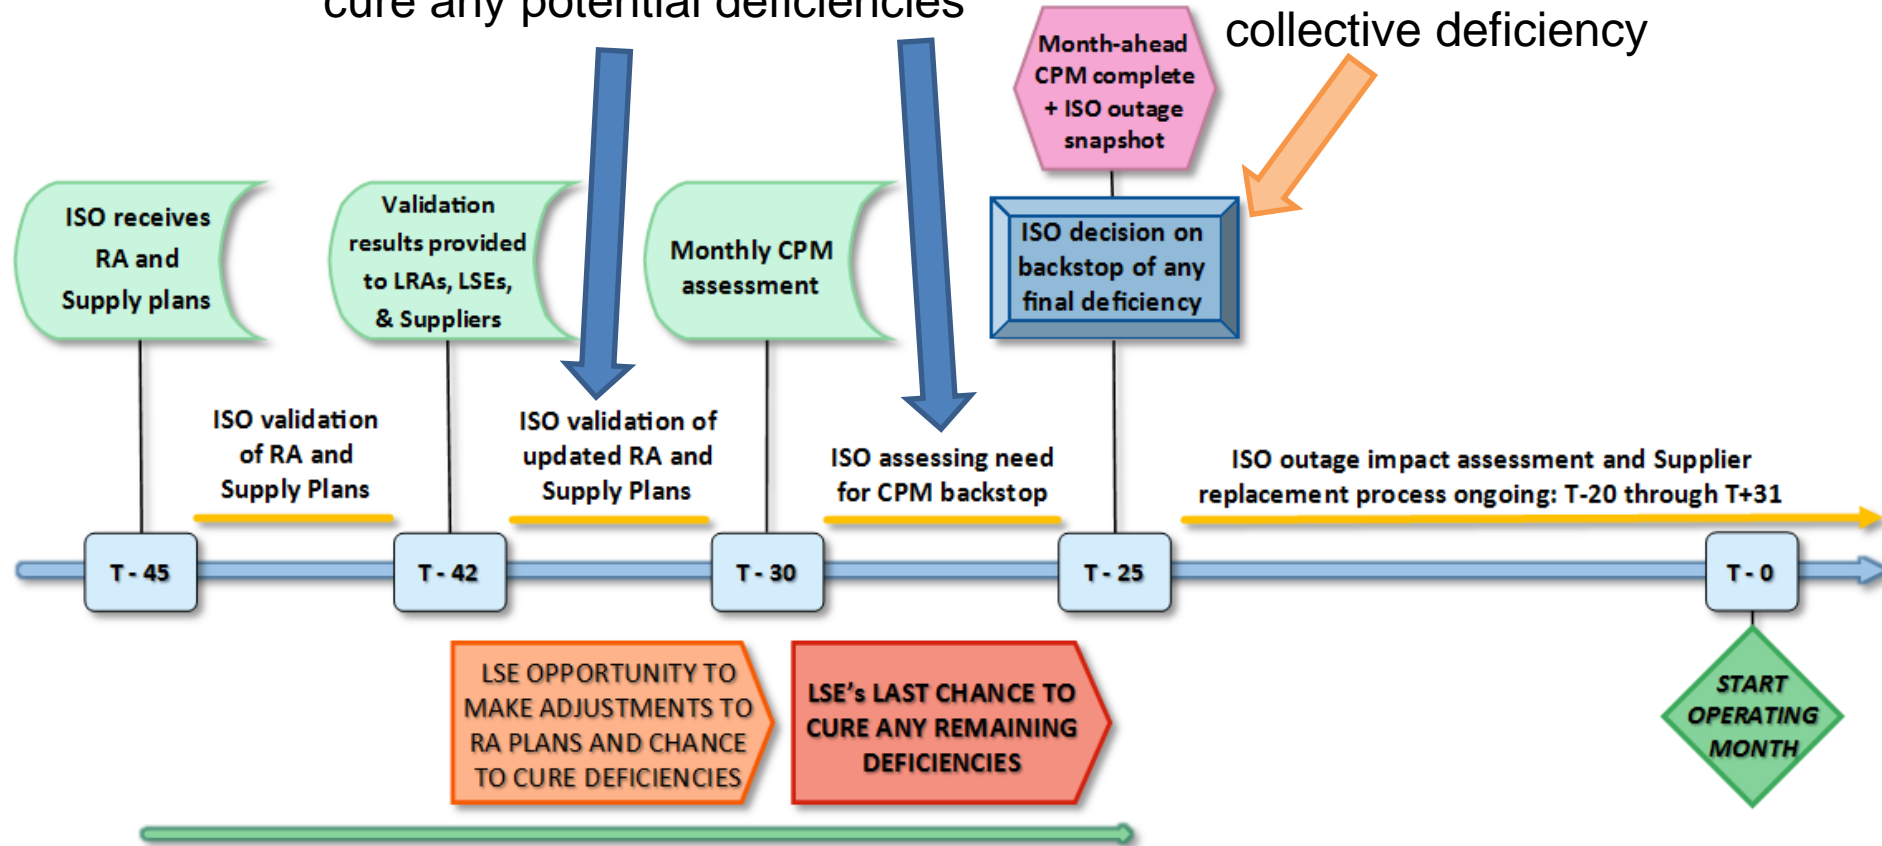 cure any potential deficiencies
collective deficiency
Month-ahead
CPM complete
+ ISO outage
snapshot
ISO receives
RA and
Supply plans
Validation
results provided
to LRAs, LSEs,
& Suppliers
Monthly CPM
assessment
ISO decision on
backstop of any
final deficiency
ISO validation
of RA and
Supply Plans
ISO validation of
updated RA and
Supply Plans
ISO assessing need
for CPM backstop
ISO outage impact assessment and Supplier
replacement process ongoing: T-20 through T+31
T - 45
T - 42
T - 30
T - 25
T - 0
LSE OPPORTUNITY TO
MAKE ADJUSTMENTS TO
RA PLANS AND CHANCE
TO CURE DEFICIENCIES
LSE's LAST CHANCE TO
CURE ANY REMAINING
DEFICIENCIES
START
OPERATING
MONTH